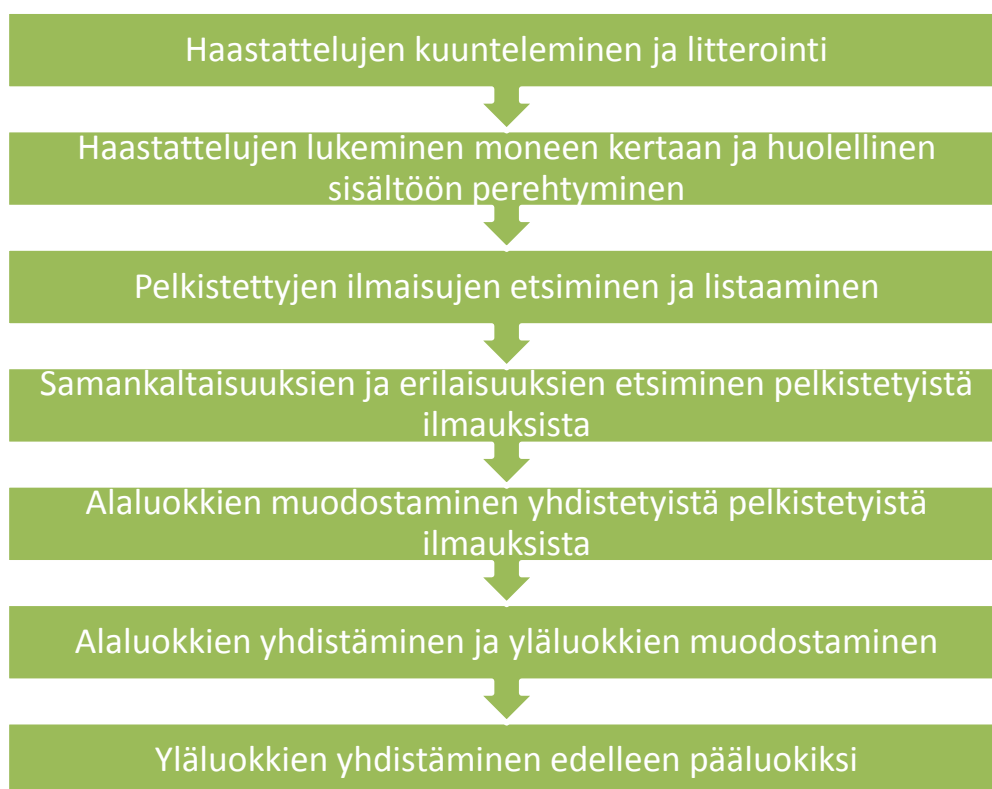 Haastattelujen kuunteleminen ja litterointi
Haastattelujen lukeminen moneen kertaan ja huolellinen
sisältöön perehtyminen
Pelkistettyjen ilmaisujen etsiminen ja listaaminen
Samankaltaisuuksien ja erilaisuuksien etsiminen pelkistetyistä
ilmauksista
Alaluokkien muodostaminen yhdistetyistä pelkistetyistä
ilmauksista
Alaluokkien yhdistäminen ja yläluokkien muodostaminen
Yläluokkien yhdistäminen edelleen pääluokiksi